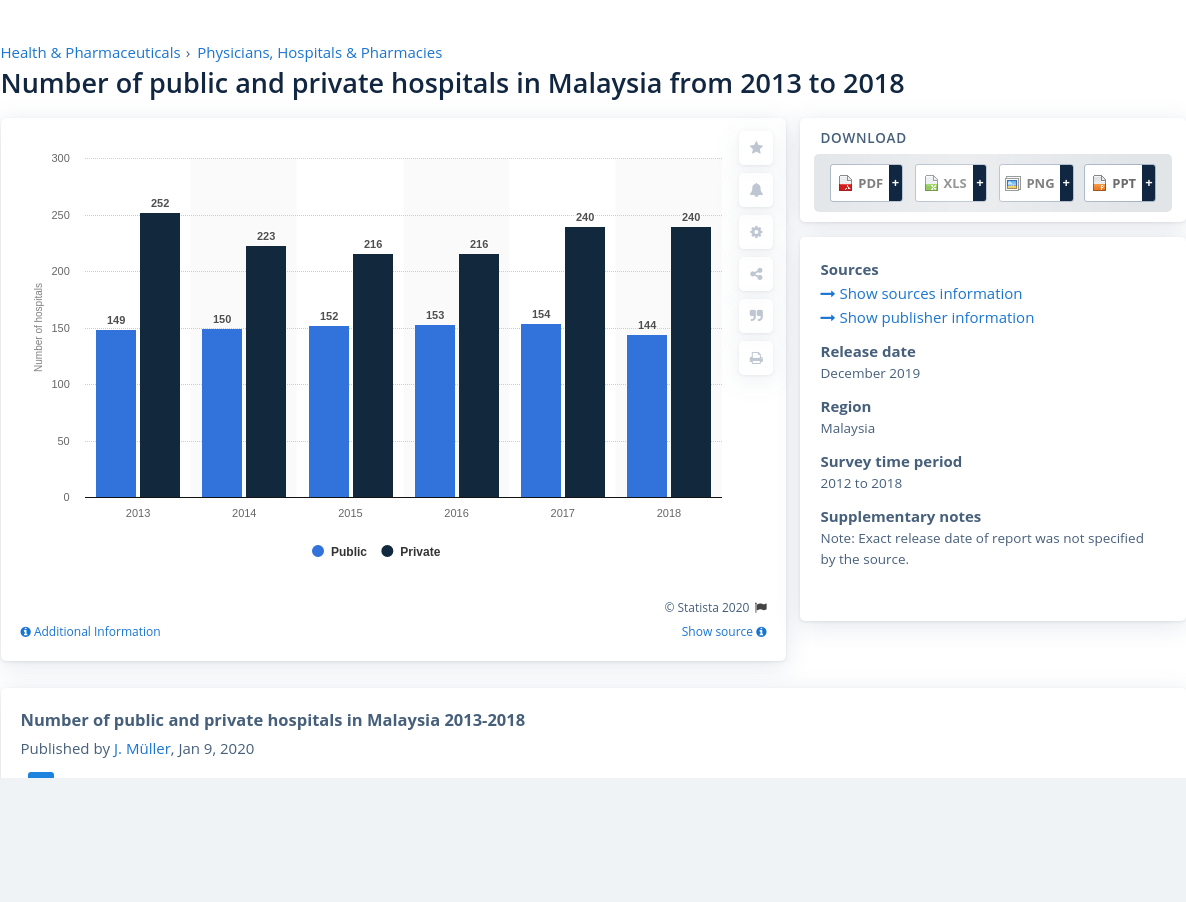 Health & Pharmaceuticals › Physicians, Hospitals & Pharmacies
Number of public and private hospitals in Malaysia from 2013 to 2018
300
250
200
150
100
50
0
Number of hospitals
149
252
150
223
152
216
153
216
154
240
144
240
2013
2014
2015
2016
2017
2018
Public
Private
© Statista 2020
Additional Information
Show source
DOWNLOAD
PDF +
XLS +
PNG +
PPT +
Sources
Show sources information
Show publisher information
Release date
December 2019
Region
Malaysia
Survey time period
2012 to 2018
Supplementary notes
Note: Exact release date of report was not specified
by the source.
Number of public and private hospitals in Malaysia 2013-2018
Published by J. Müller, Jan 9, 2020